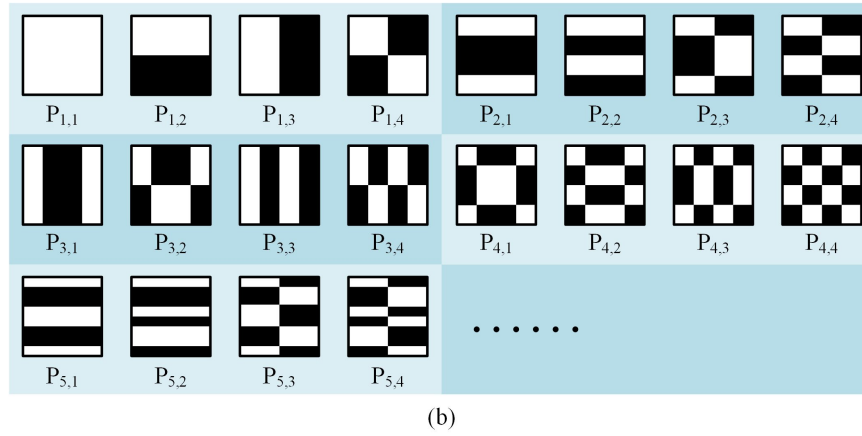 P1,1 P1,2 P1,3 P1,4 P2,1 P2,2 P2,3 P2,4
P3,1 P3,2 P3,3 P3,4 P4,1 P4,2 P4,3 P4,4
P5,1 P5,2 P5,3 P5,4 ......
(b)